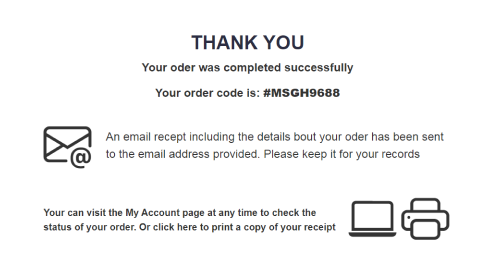 THANK YOU
Your oder was completed successfully
Your order code is: #MSGH9688
An email recept including the details bout your oder has been sent
to the email address provided. Please keep it for your records
Your can visit the My Account page at any time to check the
status of your order. Or click here to print a copy of your receipt